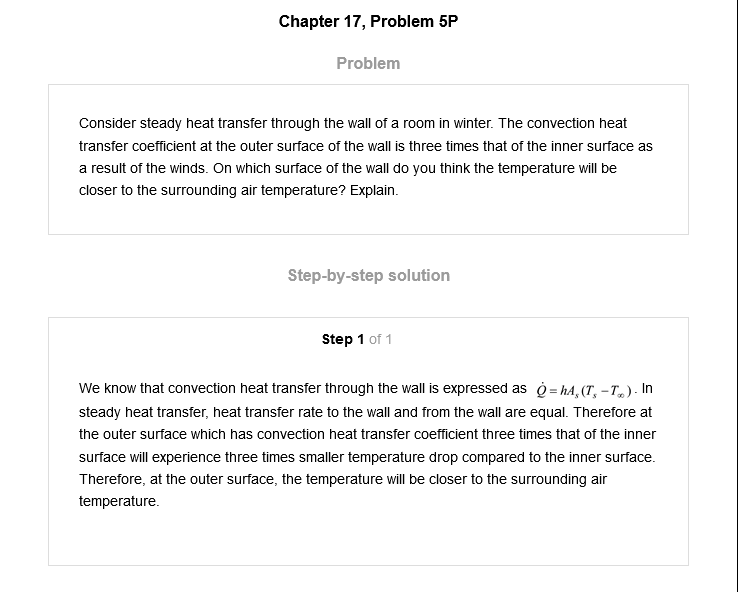 Chapter 17, Problem 5P
Problem
Consider steady heat transfer through the wall of a room in winter. The convection heat
transfer coefficient at the outer surface of the wall is three times that of the inner surface as
a result of the winds. On which surface of the wall do you think the temperature will be
closer to the surrounding air temperature? Explain.
Step-by-step solution
Step 1 of 1
We know that convection heat transfer through the wall is expressed as Q̇ = hAₛ(Tₛ − T∞). In
steady heat transfer, heat transfer rate to the wall and from the wall are equal. Therefore at
the outer surface which has convection heat transfer coefficient three times that of the inner
surface will experience three times smaller temperature drop compared to the inner surface.
Therefore, at the outer surface, the temperature will be closer to the surrounding air
temperature.